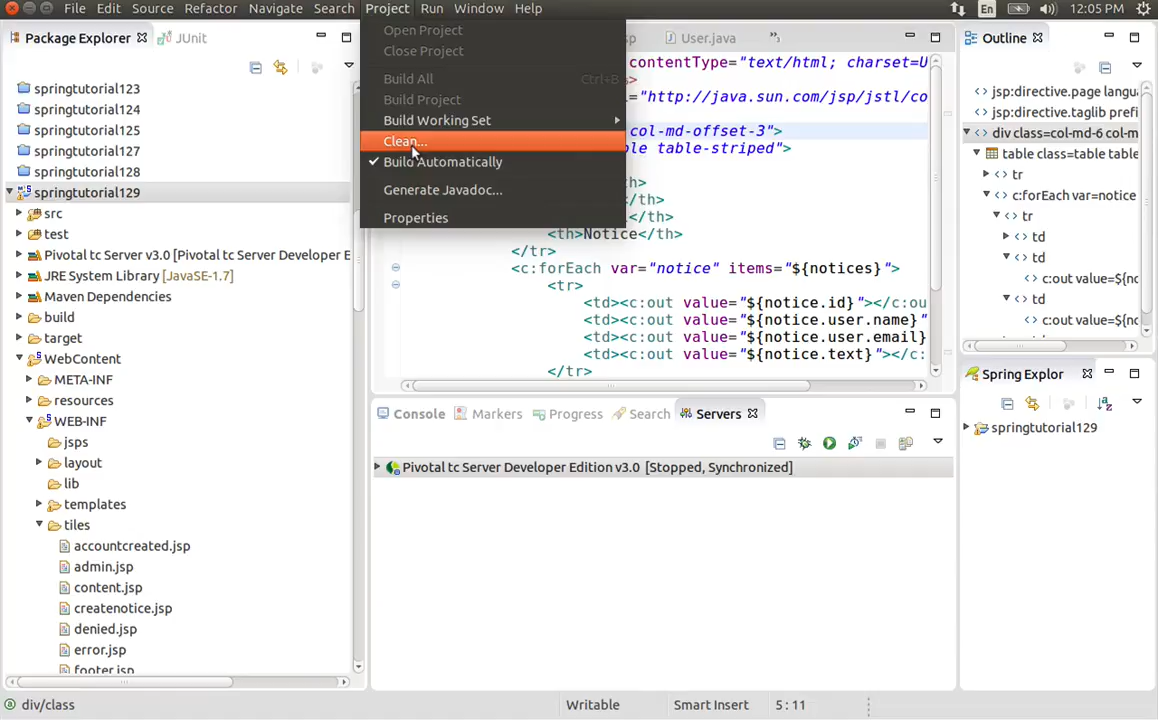 File Edit Source Refactor Navigate Search Project Run Window Help
En 12:05 PM
Package Explorer
JUnit
springtutorial123
springtutorial124
springtutorial125
springtutorial127
springtutorial128
springtutorial129
src
test
Pivotal tc Server v3.0 [Pivotal tc Server (Developer E
JRE System Library [JavaSE-1.7]
Maven Dependencies
build
target
WebContent
META-INF
resources
WEB-INF
jsps
layout
lib
templates
tiles
accountcreated.jsp
admin.jsp
content.jsp
createnotice.jsp
denied.jsp
error.jsp
footer.jsp
Open Project
Close Project
Build All Ctrl+B
Build Project
Build Working Set
Clean...
Build Automatically
Generate Javadoc...
Properties
sp
User.java
contentType="text/html; charset=U
="http://java.sun.com/jsp/jstl/co
col-md-offset-3">
ble table-striped">
h>
</th>
l</th>
<th>Notice</th>
</tr>
<c:forEach var="notice" items="${notices}">
<tr>
<td><c:out value="${notice.id}"></c:ou
<td><c:out value="${notice.user.name}"
<td><c:out value="${notice.user.email}
<td><c:out value="${notice.text}"></c:
</tr>
Console
Markers
Progress
Search
Servers
Pivotal tc Server Developer Edition v3.0 [Stopped, Synchronized]
Outline
jsp:directive.page langu
jsp:directive.taglib prefi
div class=col-md-6 col-m
table class=table table
tr
c:forEach var=notice
tr
td
td
c:out value=${no
td
c:out value=${no
Spring Explor
springtutorial129
div/class
Writable
Smart Insert
5 : 11